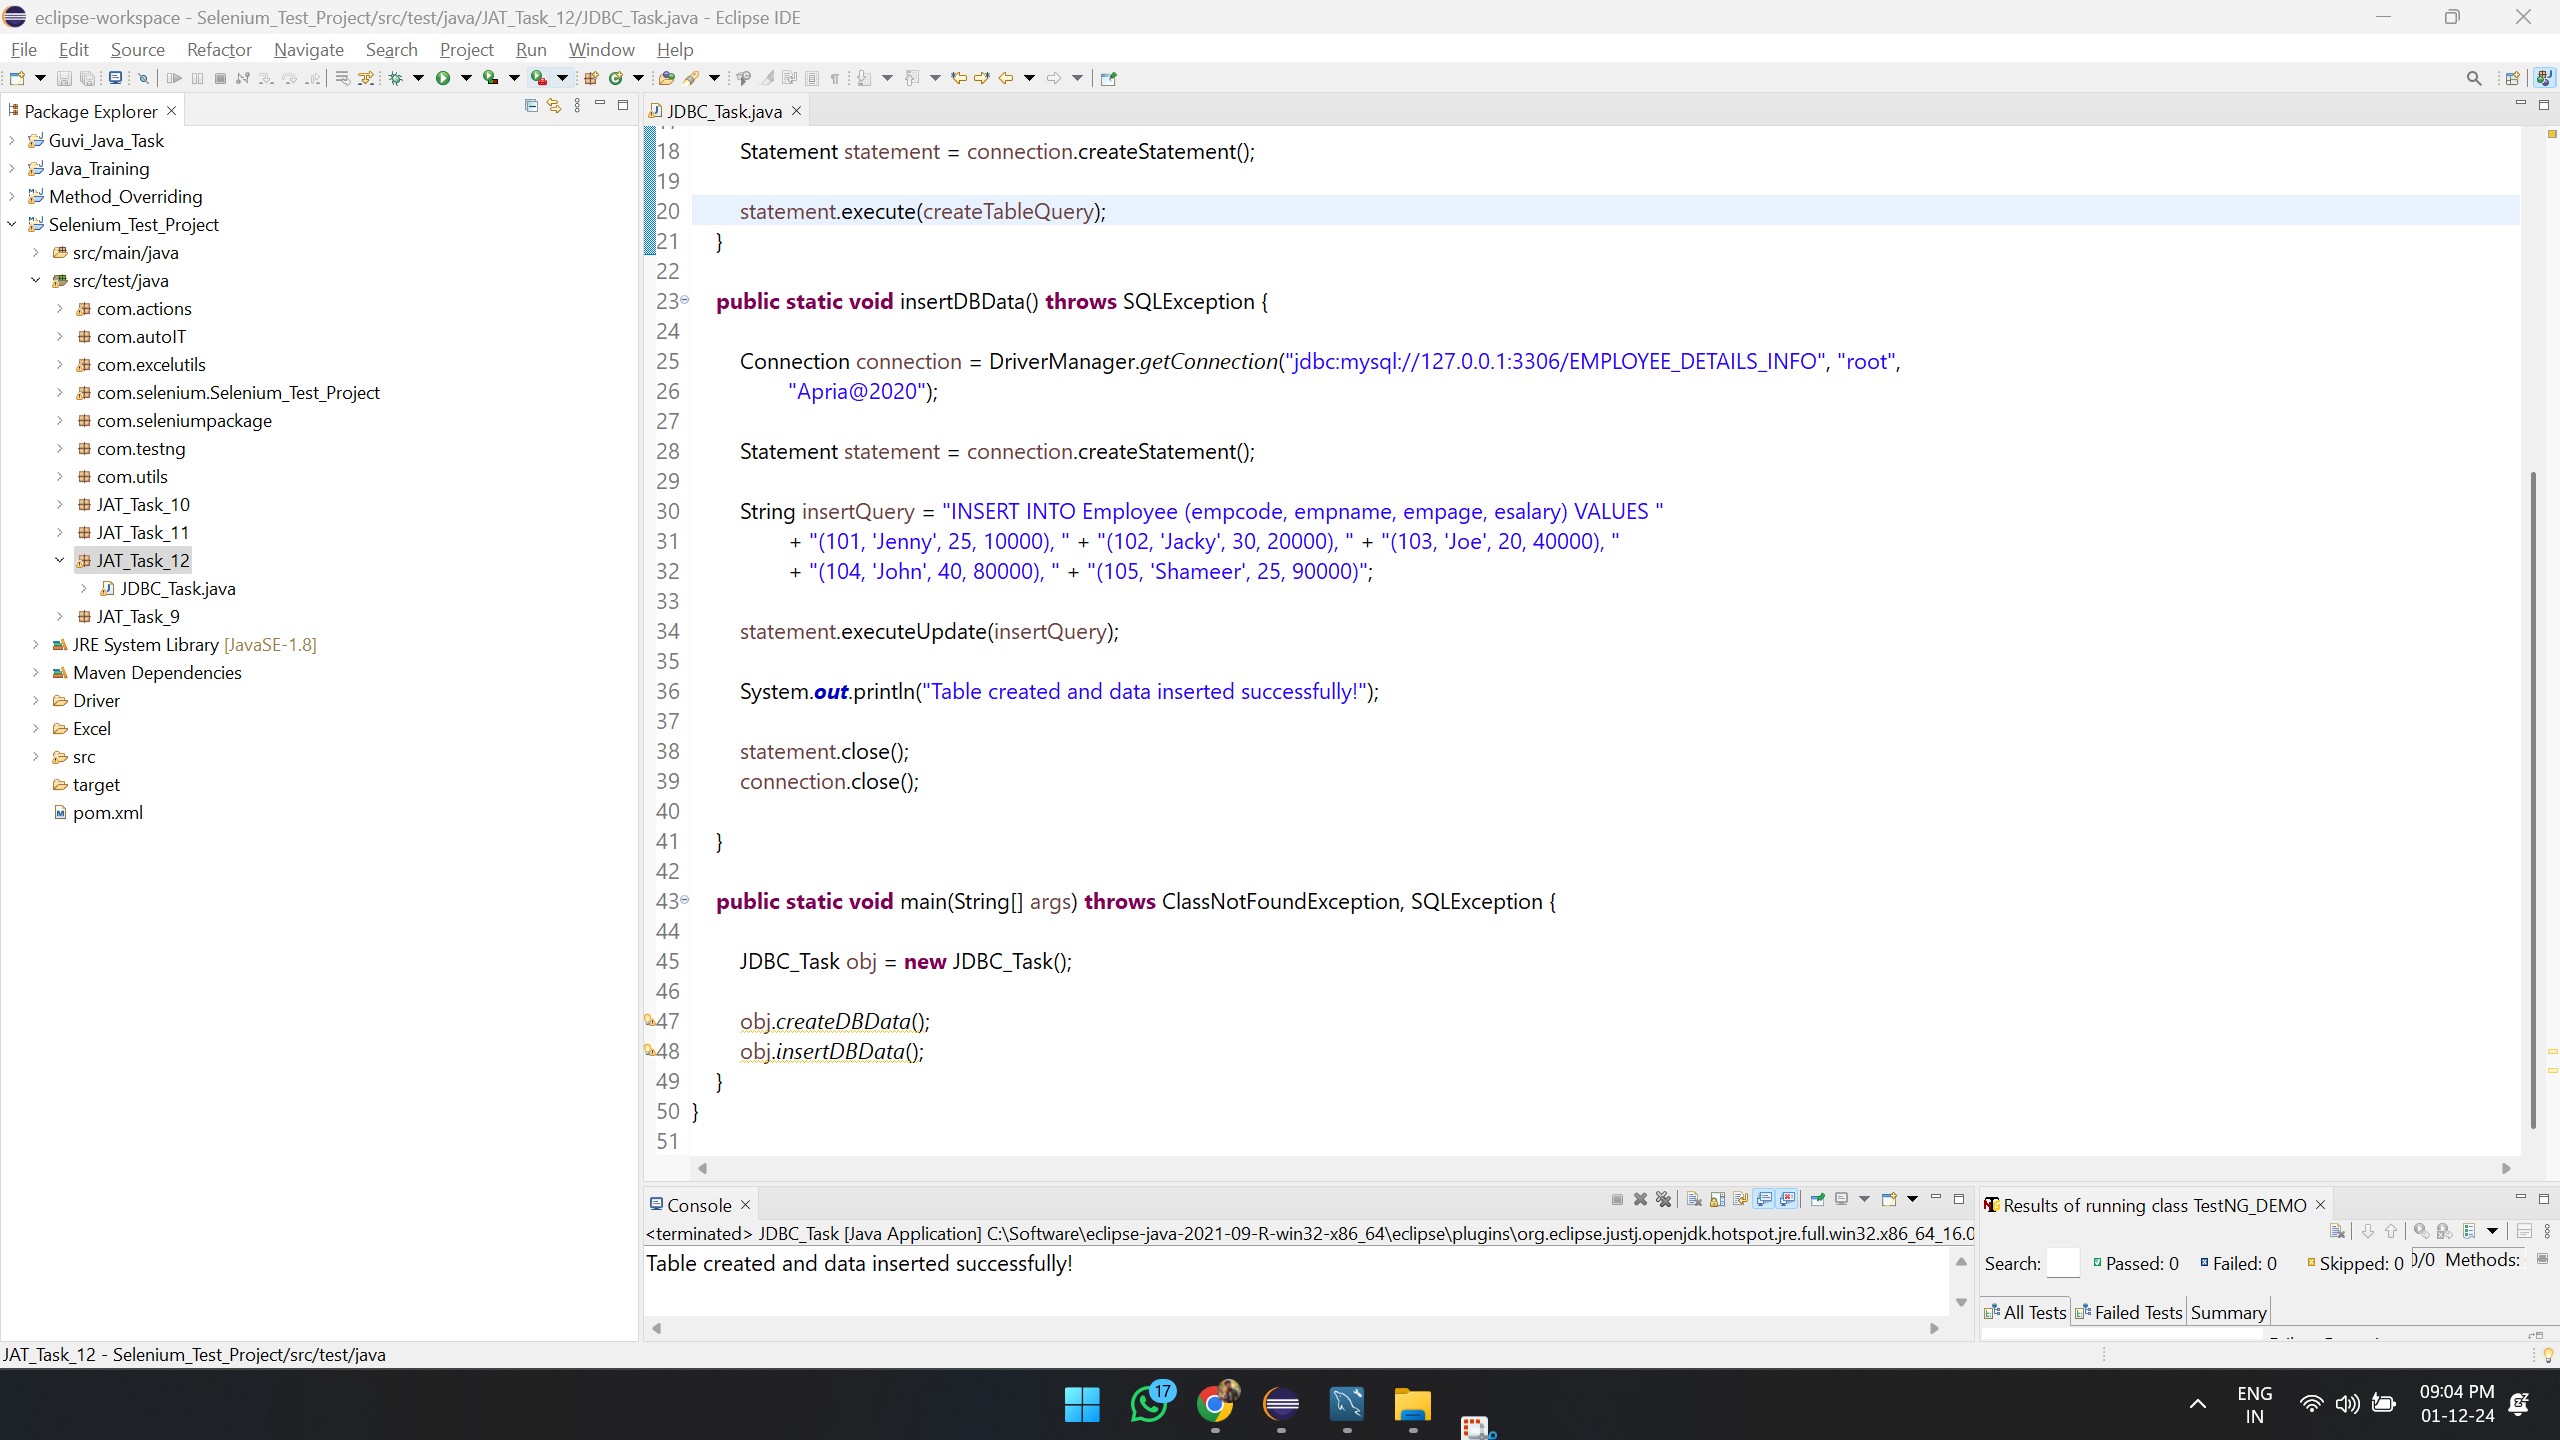 eclipse-workspace - Selenium_Test_Project/src/test/java/JAT_Task_12/JDBC_Task.java - Eclipse IDE
File Edit Source Refactor Navigate Search Project Run Window Help
Package Explorer
Guvi_Java_Task
Java_Training
Method_Overriding
Selenium_Test_Project
src/main/java
src/test/java
com.actions
com.autoIT
com.excelutils
com.selenium.Selenium_Test_Project
com.seleniumpackage
com.testng
com.utils
JAT_Task_10
JAT_Task_11
JAT_Task_12
JDBC_Task.java
JAT_Task_9
JRE System Library [JavaSE-1.8]
Maven Dependencies
Driver
Excel
src
target
pom.xml
JDBC_Task.java
18 Statement statement = connection.createStatement();
19
20 statement.execute(createTableQuery);
21 }
22
23 public static void insertDBData() throws SQLException {
24
25 Connection connection = DriverManager.getConnection("jdbc:mysql://127.0.0.1:3306/EMPLOYEE_DETAILS_INFO", "root",
26 "Apria@2020");
27
28 Statement statement = connection.createStatement();
29
30 String insertQuery = "INSERT INTO Employee (empcode, empname, empage, esalary) VALUES "
31 + "(101, 'Jenny', 25, 10000), " + "(102, 'Jacky', 30, 20000), " + "(103, 'Joe', 20, 40000), "
32 + "(104, 'John', 40, 80000), " + "(105, 'Shameer', 25, 90000)";
33
34 statement.executeUpdate(insertQuery);
35
36 System.out.println("Table created and data inserted successfully!");
37
38 statement.close();
39 connection.close();
40
41 }
42
43 public static void main(String[] args) throws ClassNotFoundException, SQLException {
44
45 JDBC_Task obj = new JDBC_Task();
46
47 obj.createDBData();
48 obj.insertDBData();
49 }
50 }
51
Console
<terminated> JDBC_Task [Java Application] C:\Software\eclipse-java-2021-09-R-win32-x86_64\eclipse\plugins\org.eclipse.justj.openjdk.hotspot.jre.full.win32.x86_64_16.0
Table created and data inserted successfully!
Results of running class TestNG_DEMO
Search: Passed: 0 Failed: 0 Skipped: 0 /0 Methods:
All Tests Failed Tests Summary
JAT_Task_12 - Selenium_Test_Project/src/test/java
17
ENG
IN
09:04 PM
01-12-24